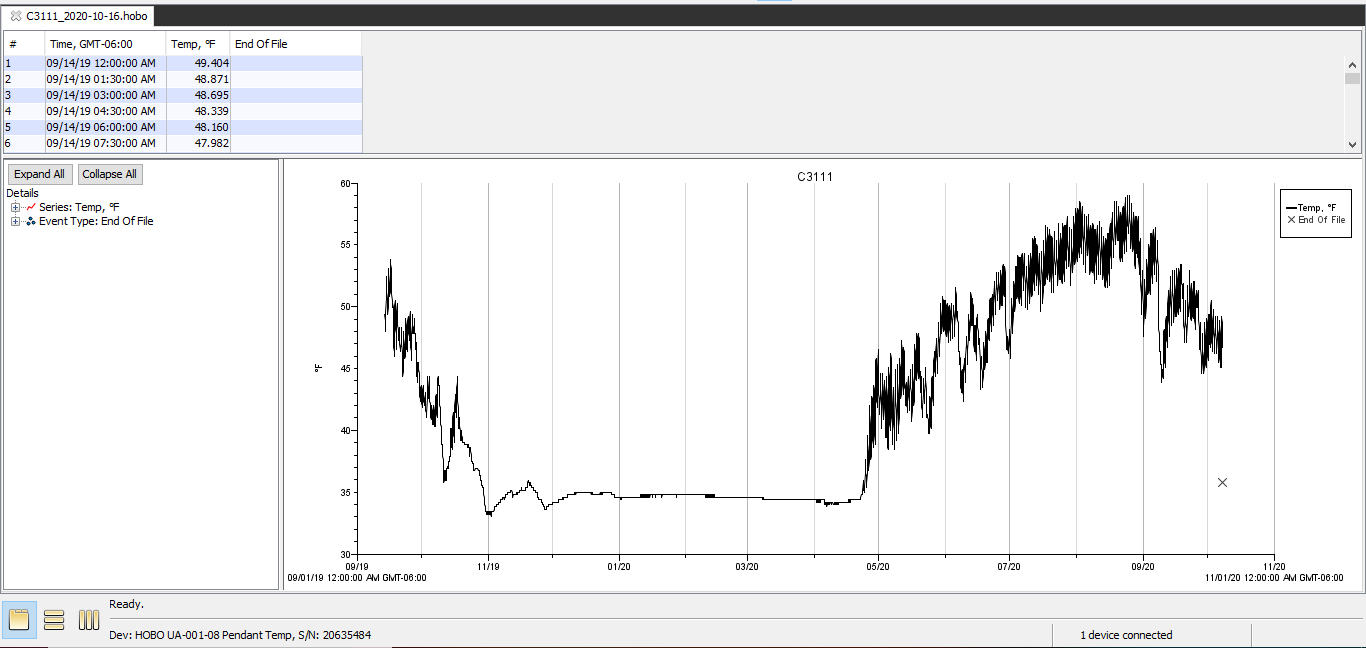 C3111_2020-10-16.hobo
# Time, GMT-06:00 Temp, °F End Of File
1 09/14/19 12:00:00 AM 49.404
2 09/14/19 01:30:00 AM 48.871
3 09/14/19 03:00:00 AM 48.695
4 09/14/19 04:30:00 AM 48.339
5 09/14/19 06:00:00 AM 48.160
6 09/14/19 07:30:00 AM 47.982
Expand All Collapse All
Details
Series: Temp, °F
Event Type: End Of File
C3111
60
55
50
45
40
35
30
°F
09/19 11/19 01/20 03/20 05/20 07/20 09/20 11/20
09/01/19 12:00:00 AM GMT-06:00 11/01/20 12:00:00 AM GMT-06:00
Temp, °F
End Of File
Ready.
Dev: HOBO UA-001-08 Pendant Temp, S/N: 20635484 1 device connected